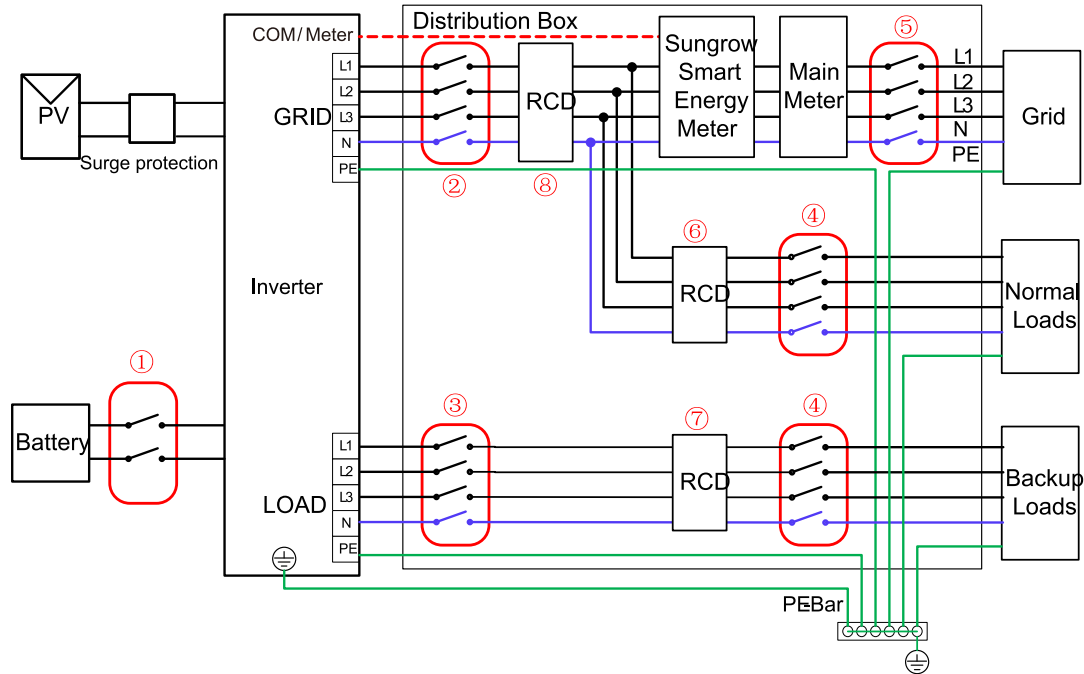 Distribution Box
COM/Meter
L1
L2
L3
N
PE
GRID
PV
Surge protection
②
RCD
⑧
Sungrow
Smart
Energy
Meter
Main
Meter
⑤
L1
L2
L3
N
PE
Grid
Inverter
⑥
RCD
④
Normal
Loads
①
Battery
L1
L2
L3
N
PE
LOAD
③
⑦
RCD
④
Backup
Loads
PE-Bar